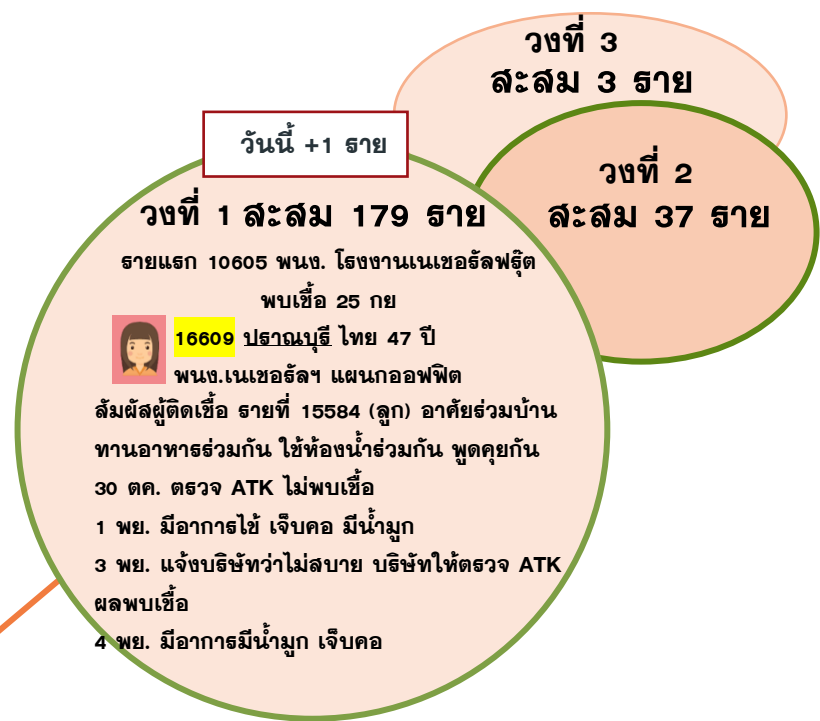 วงที่ 3
สะสม 3 ราย
วันนี้ +1 ราย
วงที่ 2
สะสม 37 ราย
วงที่ 1 สะสม 179 ราย
รายแรก 10605 พนง. โรงงานเนเชอรัลฟรุ๊ต
พบเชื้อ 25 กย
16609 ปราณบุรี ไทย 47 ปี
พนง.เนเชอรัลฯ แผนกออฟฟิต
สัมผัสผู้ติดเชื้อ รายที่ 15584 (ลูก) อาศัยร่วมบ้าน
ทานอาหารร่วมกัน ใช้ห้องน้ำร่วมกัน พูดคุยกัน
30 ตค. ตรวจ ATK ไม่พบเชื้อ
1 พย. มีอาการไข้ เจ็บคอ มีน้ำมูก
3 พย. แจ้งบริษัทว่าไม่สบาย บริษัทให้ตรวจ ATK
ผลพบเชื้อ
4 พย. มีอาการมีน้ำมูก เจ็บคอ